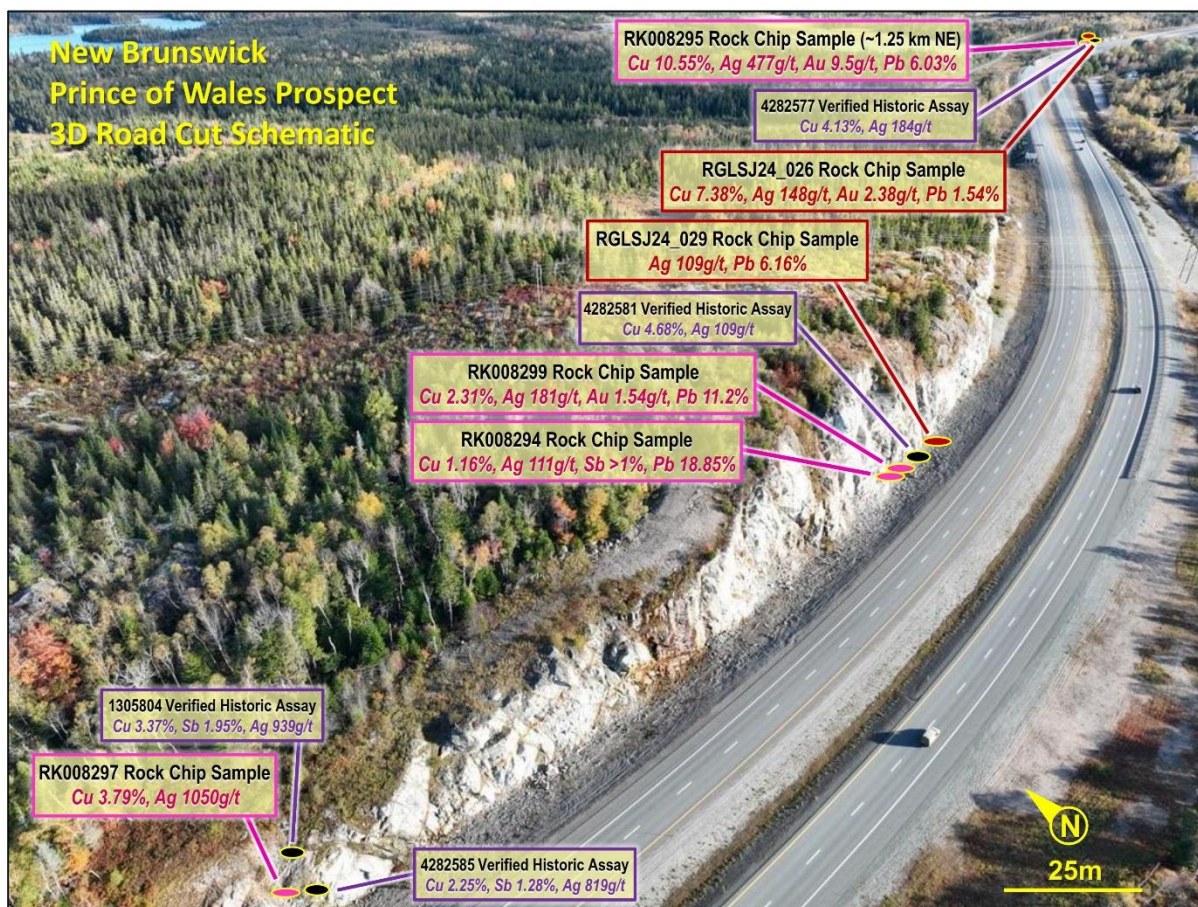 New Brunswick
Prince of Wales Prospect
3D Road Cut Schematic
RK008295 Rock Chip Sample (~1.25 km NE)
Cu 10.55%, Ag 477g/t, Au 9.5g/t, Pb 6.03%
4282577 Verified Historic Assay
Cu 4.13%, Ag 184g/t
RGLSJ24_026 Rock Chip Sample
Cu 7.38%, Ag 148g/t, Au 2.38g/t, Pb 1.54%
RGLSJ24_029 Rock Chip Sample
Ag 109g/t, Pb 6.16%
4282581 Verified Historic Assay
Cu 4.68%, Ag 109g/t
RK008299 Rock Chip Sample
Cu 2.31%, Ag 181g/t, Au 1.54g/t, Pb 11.2%
RK008294 Rock Chip Sample
Cu 1.16%, Ag 111g/t, Sb >1%, Pb 18.85%
1305804 Verified Historic Assay
Cu 3.37%, Sb 1.95%, Ag 939g/t
RK008297 Rock Chip Sample
Cu 3.79%, Ag 1050g/t
4282585 Verified Historic Assay
Cu 2.25%, Sb 1.28%, Ag 819g/t
N
25m